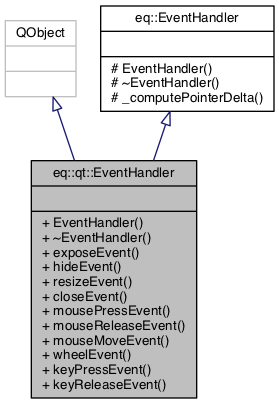 QObject
eq::EventHandler
# EventHandler()
# ~EventHandler()
# _computePointerDelta()
eq::qt::EventHandler
+ EventHandler()
+ ~EventHandler()
+ exposeEvent()
+ hideEvent()
+ resizeEvent()
+ closeEvent()
+ mousePressEvent()
+ mouseReleaseEvent()
+ mouseMoveEvent()
+ wheelEvent()
+ keyPressEvent()
+ keyReleaseEvent()